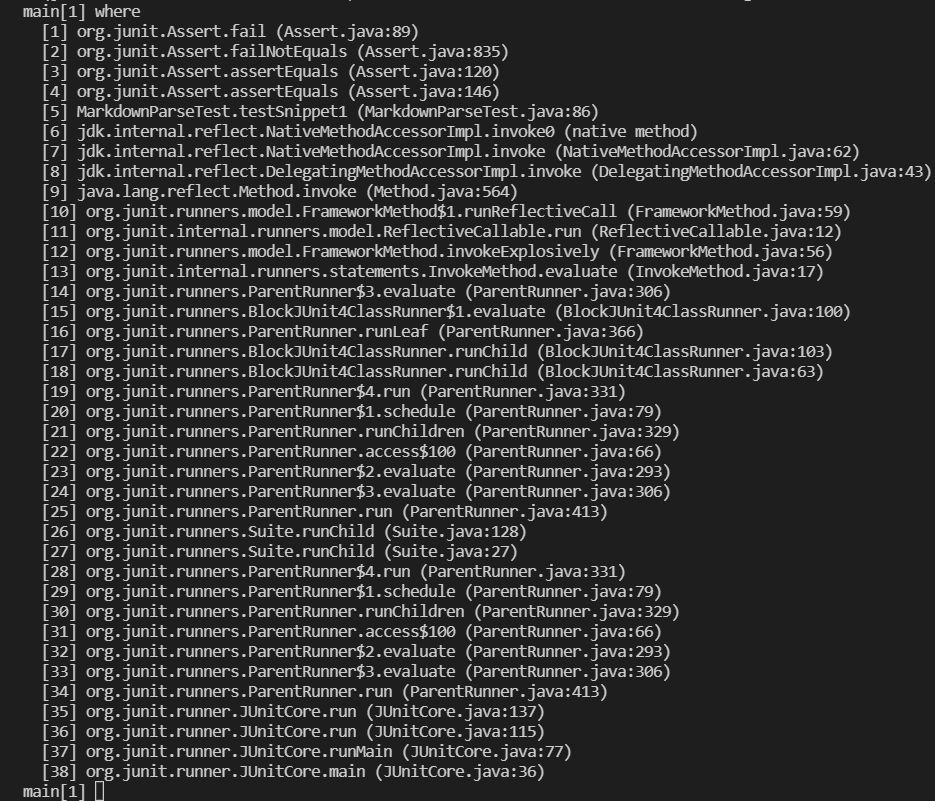 main[1] where
[1] org.junit.Assert.fail (Assert.java:89)
[2] org.junit.Assert.failNotEquals (Assert.java:835)
[3] org.junit.Assert.assertEquals (Assert.java:120)
[4] org.junit.Assert.assertEquals (Assert.java:146)
[5] MarkdownParseTest.testSnippet1 (MarkdownParseTest.java:86)
[6] jdk.internal.reflect.NativeMethodAccessorImpl.invoke0 (native method)
[7] jdk.internal.reflect.NativeMethodAccessorImpl.invoke (NativeMethodAccessorImpl.java:62)
[8] jdk.internal.reflect.DelegatingMethodAccessorImpl.invoke (DelegatingMethodAccessorImpl.java:43)
[9] java.lang.reflect.Method.invoke (Method.java:564)
[10] org.junit.runners.model.FrameworkMethod$1.runReflectiveCall (FrameworkMethod.java:59)
[11] org.junit.internal.runners.model.ReflectiveCallable.run (ReflectiveCallable.java:12)
[12] org.junit.runners.model.FrameworkMethod.invokeExplosively (FrameworkMethod.java:56)
[13] org.junit.internal.runners.statements.InvokeMethod.evaluate (InvokeMethod.java:17)
[14] org.junit.runners.ParentRunner$3.evaluate (ParentRunner.java:306)
[15] org.junit.runners.BlockJUnit4ClassRunner$1.evaluate (BlockJUnit4ClassRunner.java:100)
[16] org.junit.runners.ParentRunner.runLeaf (ParentRunner.java:366)
[17] org.junit.runners.BlockJUnit4ClassRunner.runChild (BlockJUnit4ClassRunner.java:103)
[18] org.junit.runners.BlockJUnit4ClassRunner.runChild (BlockJUnit4ClassRunner.java:63)
[19] org.junit.runners.ParentRunner$4.run (ParentRunner.java:331)
[20] org.junit.runners.ParentRunner$1.schedule (ParentRunner.java:79)
[21] org.junit.runners.ParentRunner.runChildren (ParentRunner.java:329)
[22] org.junit.runners.ParentRunner.access$100 (ParentRunner.java:66)
[23] org.junit.runners.ParentRunner$2.evaluate (ParentRunner.java:293)
[24] org.junit.runners.ParentRunner$3.evaluate (ParentRunner.java:306)
[25] org.junit.runners.ParentRunner.run (ParentRunner.java:413)
[26] org.junit.runners.Suite.runChild (Suite.java:128)
[27] org.junit.runners.Suite.runChild (Suite.java:27)
[28] org.junit.runners.ParentRunner$4.run (ParentRunner.java:331)
[29] org.junit.runners.ParentRunner$1.schedule (ParentRunner.java:79)
[30] org.junit.runners.ParentRunner.runChildren (ParentRunner.java:329)
[31] org.junit.runners.ParentRunner.access$100 (ParentRunner.java:66)
[32] org.junit.runners.ParentRunner$2.evaluate (ParentRunner.java:293)
[33] org.junit.runners.ParentRunner$3.evaluate (ParentRunner.java:306)
[34] org.junit.runners.ParentRunner.run (ParentRunner.java:413)
[35] org.junit.runner.JUnitCore.run (JUnitCore.java:137)
[36] org.junit.runner.JUnitCore.run (JUnitCore.java:115)
[37] org.junit.runner.JUnitCore.runMain (JUnitCore.java:77)
[38] org.junit.runner.JUnitCore.main (JUnitCore.java:36)
main[1]